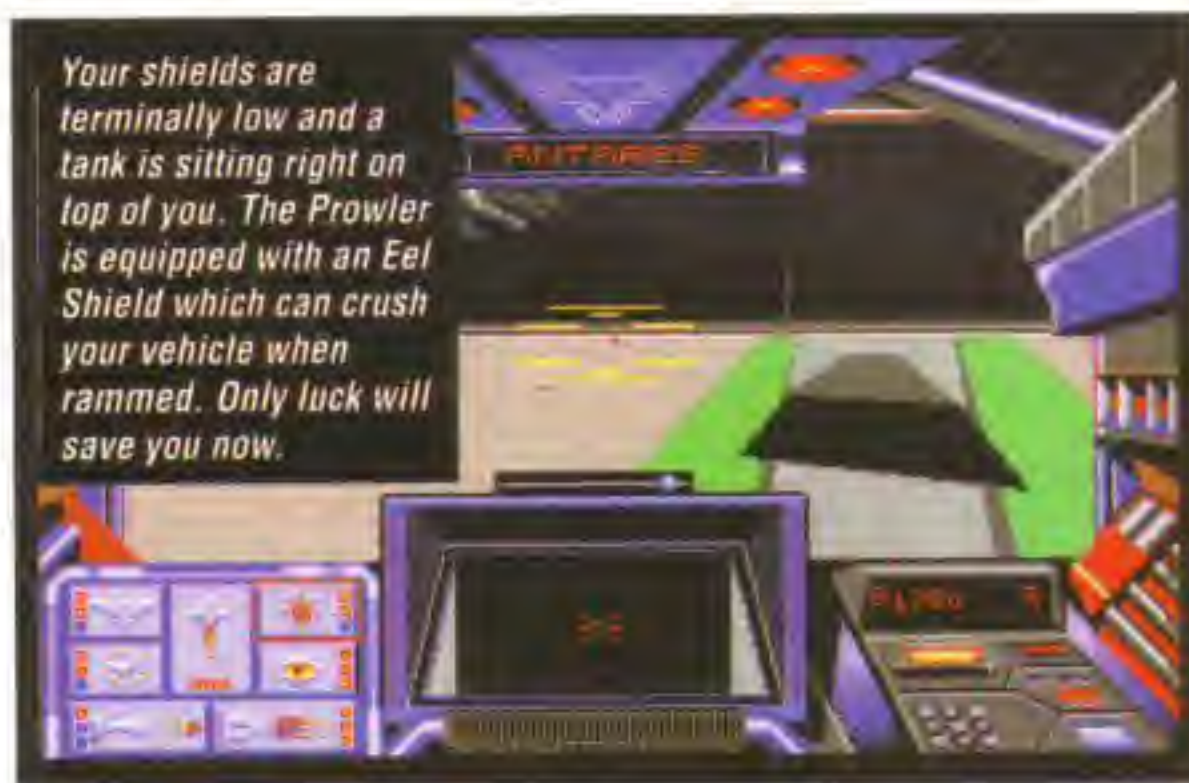 Your shields are
terminally low and a
tank is sitting right on
top of you. The Prowler
is equipped with an Eel
Shield which can crush
your vehicle when
rammed. Only luck will
save you now.
ANTARES